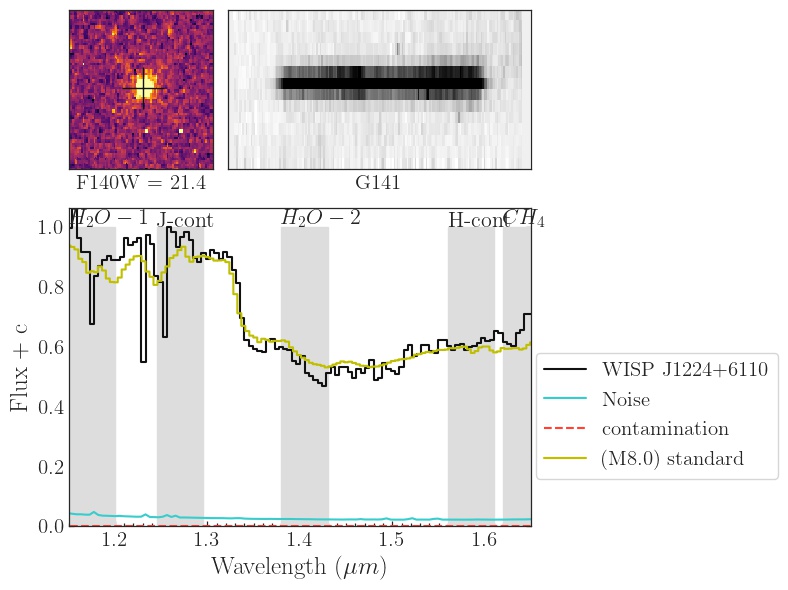 F140W = 21.4
G141
H₂O − 1
J-cont
H₂O − 2
H-cont
CH₄
1.0
0.8
0.6
0.4
0.2
0.0
Flux + c
1.2
1.3
1.4
1.5
1.6
Wavelength (μm)
WISP J1224+6110
Noise
contamination
(M8.0) standard